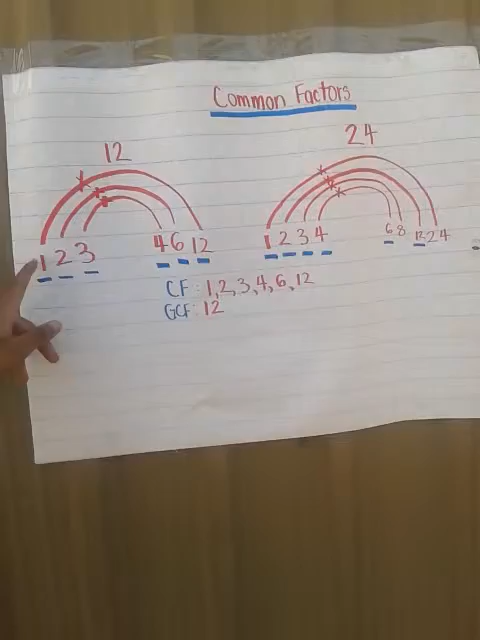 Common Factors
12
24
1 2 3 4 6 12
1 2 3 4 6 8 12 24
CF: 1, 2, 3, 4, 6, 12
GCF: 12